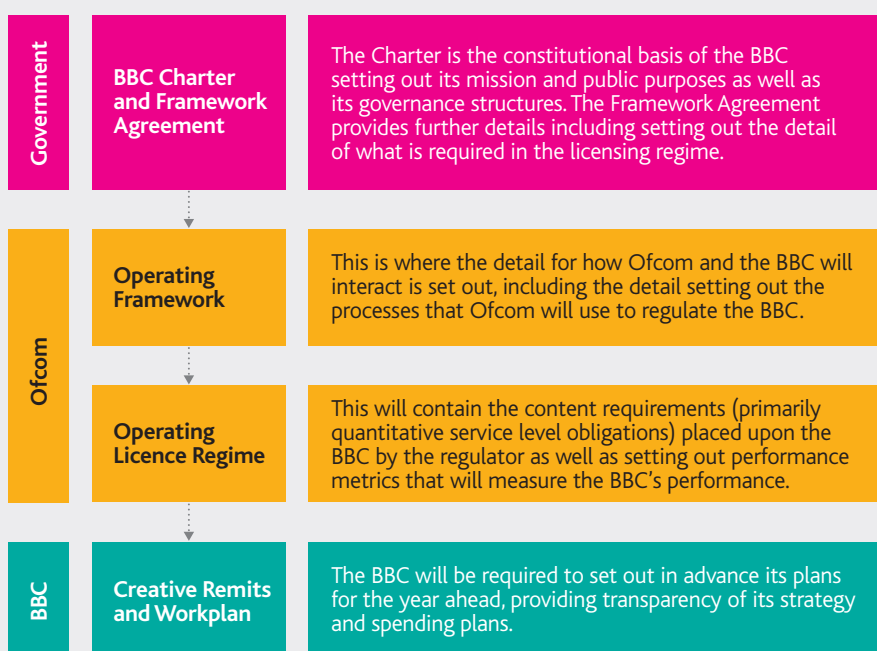 Government
BBC Charter
and Framework
Agreement
The Charter is the constitutional basis of the BBC
setting out its mission and public purposes as well as
its governance structures. The Framework Agreement
provides further details including setting out the detail
of what is required in the licensing regime.
Ofcom
Operating
Framework
This is where the detail for how Ofcom and the BBC will
interact is set out, including the detail setting out the
processes that Ofcom will use to regulate the BBC.
Operating
Licence Regime
This will contain the content requirements (primarily
quantitative service level obligations) placed upon the
BBC by the regulator as well as setting out performance
metrics that will measure the BBC's performance.
BBC
Creative Remits
and Workplan
The BBC will be required to set out in advance its plans
for the year ahead, providing transparency of its strategy
and spending plans.